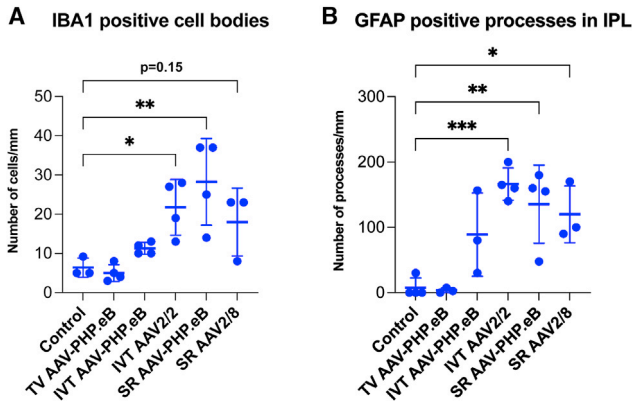 A IBA1 positive cell bodies
p=0.15
**
*
Number of cells/mm
50
40
30
20
10
0
Control
TV AAV-PHP.eB
IVT AAV-PHP.eB
IVT AAV2/2
SR AAV-PHP.eB
SR AAV2/8
B GFAP positive processes in IPL
*
**
***
Number of processes/mm
300
200
100
0
Control
TV AAV-PHP.eB
IVT AAV-PHP.eB
IVT AAV2/2
SR AAV-PHP.eB
SR AAV2/8